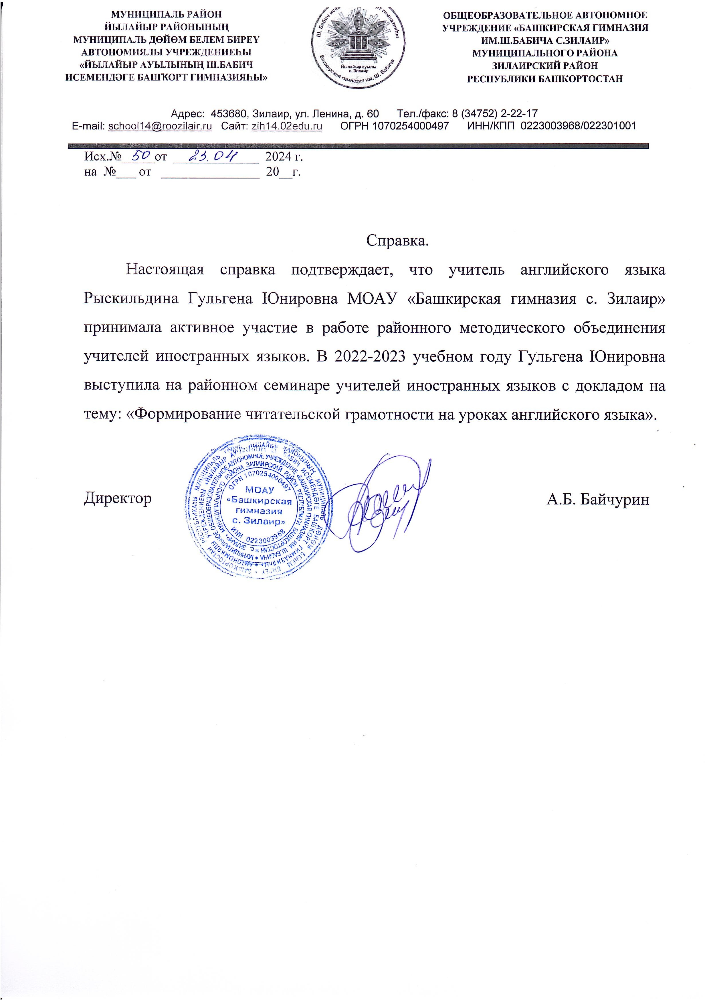 МУНИЦИПАЛЬ РАЙОН
ЙЫЛАЙЫР РАЙОНЫНЫҢ
МУНИЦИПАЛЬ ДӨЙӨМ БЕЛЕМ БИРЕҮ
АВТОНОМИЯЛЫ УЧРЕЖДЕНИЕҺЫ
«ЙЫЛАЙЫР АУЫЛЫНЫҢ Ш.БАБИЧ
ИСЕМЕНДӘГЕ БАШҠОРТ ГИМНАЗИЯҺЫ»
Ш. Бабич гимназияһы
Йылайыр ауылы
с. Зилаир
Башкирская гимназия им. Ш. Бабича
ОБЩЕОБРАЗОВАТЕЛЬНОЕ АВТОНОМНОЕ
УЧРЕЖДЕНИЕ «БАШКИРСКАЯ ГИМНАЗИЯ
ИМ.Ш.БАБИЧА С.ЗИЛАИР»
МУНИЦИПАЛЬНОГО РАЙОНА
ЗИЛАИРСКИЙ РАЙОН
РЕСПУБЛИКИ БАШКОРТОСТАН
Адрес: 453680, Зилаир, ул. Ленина, д. 60 Тел./факс: 8 (34752) 2-22-17
E-mail: school14@roozilair.ru Сайт: zih14.02edu.ru ОГРН 1070254000497 ИНН/КПП 0223003968/022301001
Исх.№ 50 от 23.04 2024 г.
на №___ от _______________ 20__г.
Справка.
Настоящая справка подтверждает, что учитель английского языка
Рыскильдина Гульгена Юнировна МОАУ «Башкирская гимназия с. Зилаир»
принимала активное участие в работе районного методического объединения
учителей иностранных языков. В 2022-2023 учебном году Гульгена Юнировна
выступила на районном семинаре учителей иностранных языков с докладом на
тему: «Формирование читательской грамотности на уроках английского языка».
Директор
ОГРН 1070254000497
МОАУ
«Башкирская
гимназия
с. Зилаир»
ИНН 0223003968
А.Б. Байчурин